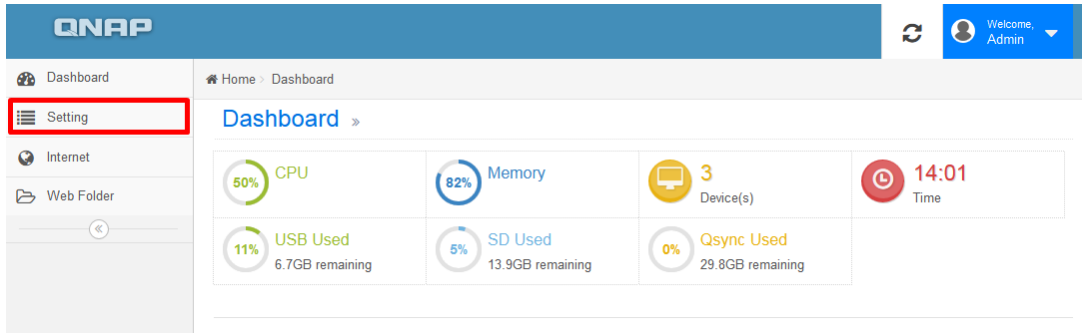 QNAP
Welcome,
Admin
Dashboard
Setting
Internet
Web Folder
Home > Dashboard
Dashboard »
50% CPU
82% Memory
3
Device(s)
14:01
Time
11% USB Used
6.7GB remaining
5% SD Used
13.9GB remaining
0% Qsync Used
29.8GB remaining